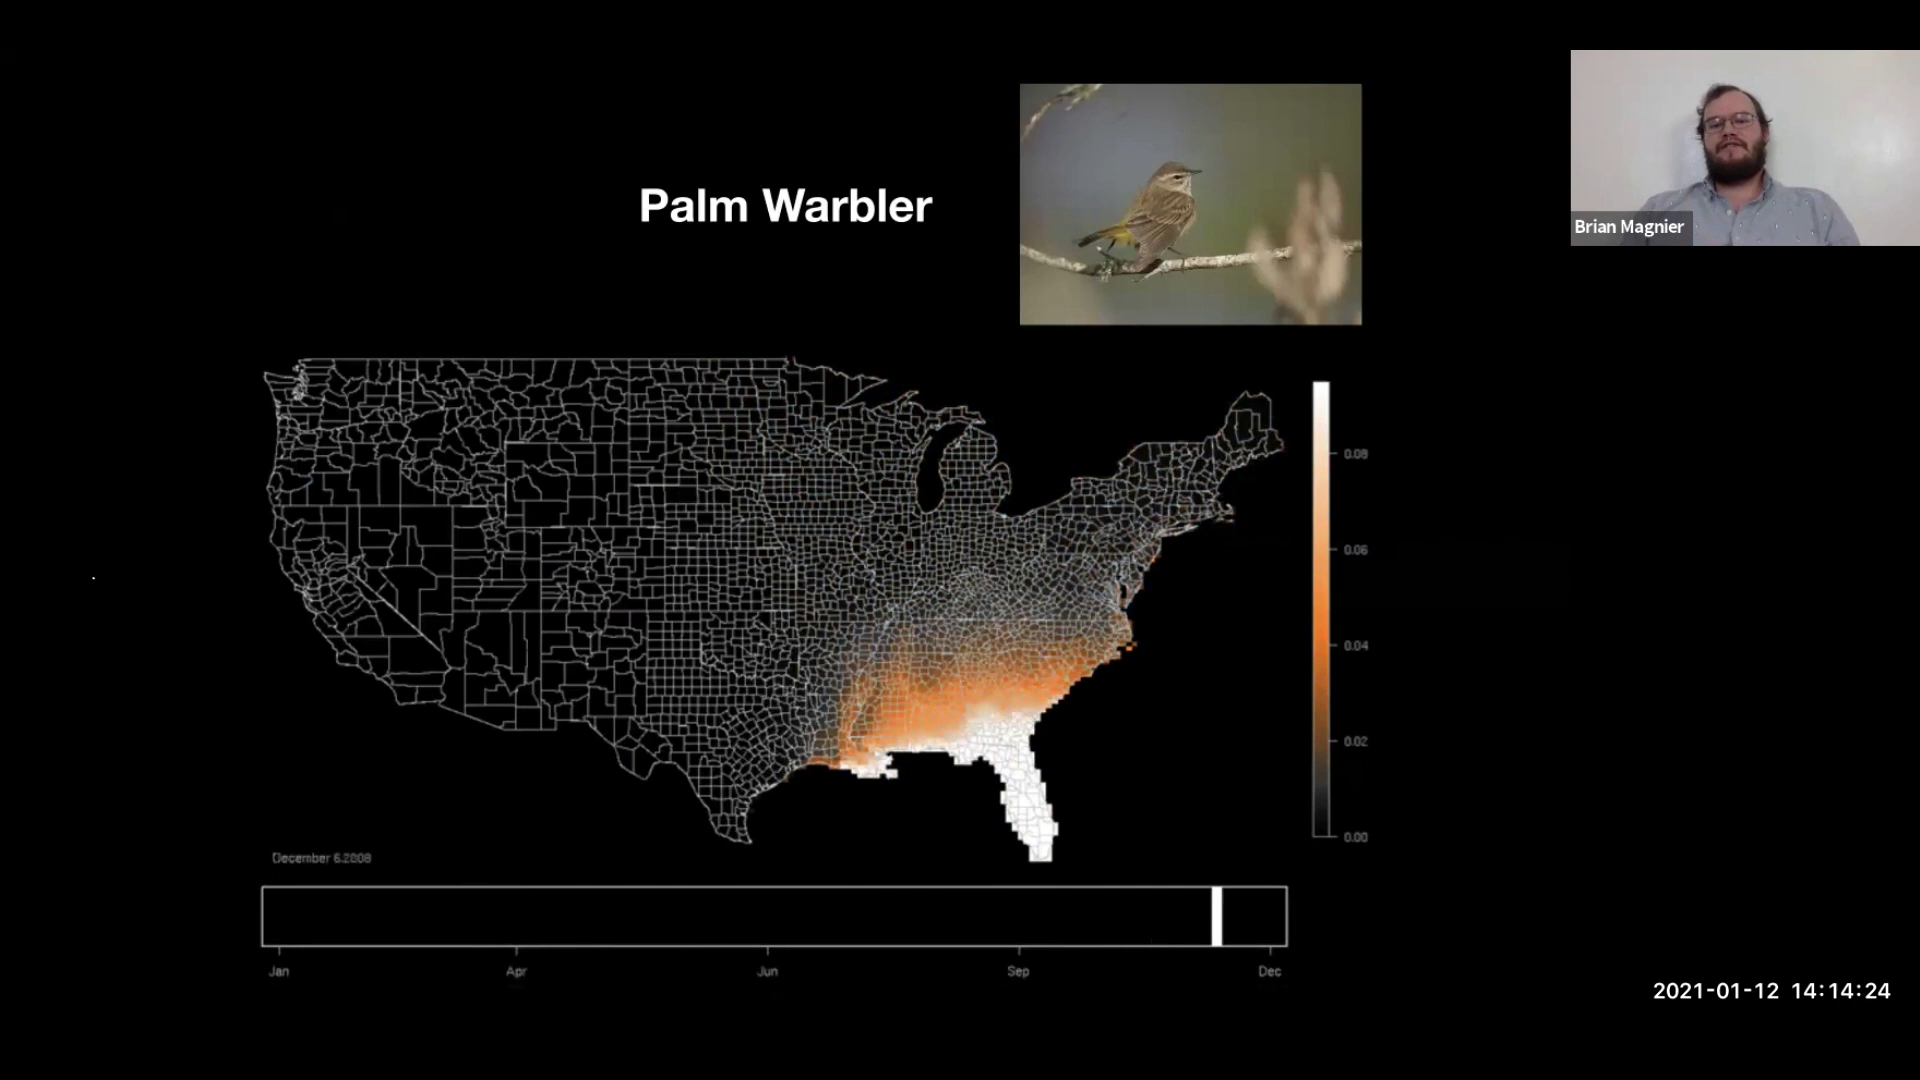 Palm Warbler
Brian Magnier
0.08
0.06
0.04
0.02
0.00
December 6,2008
Jan
Apr
Jun
Sep
Dec
2021-01-12 14:14:24